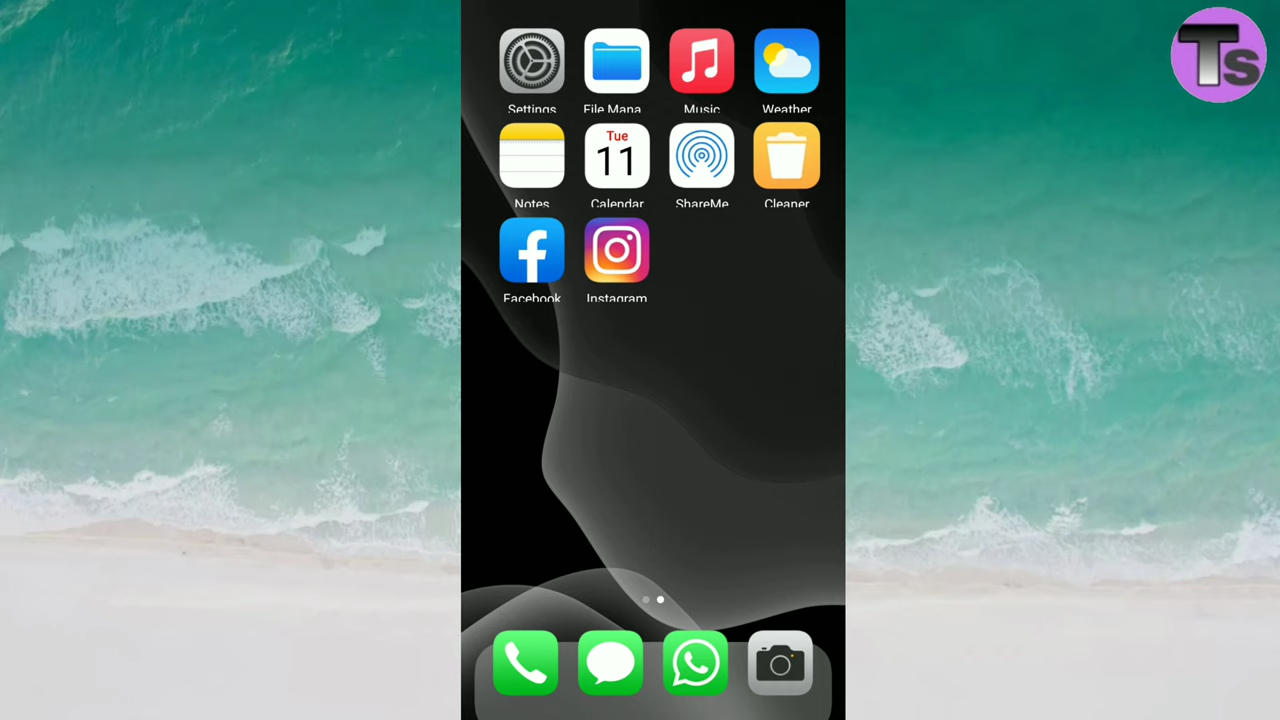 Ts
Settings File Mana
Music Weather
Tue
11
Notes Calendar ShareMe Cleaner
Facebook Instagram